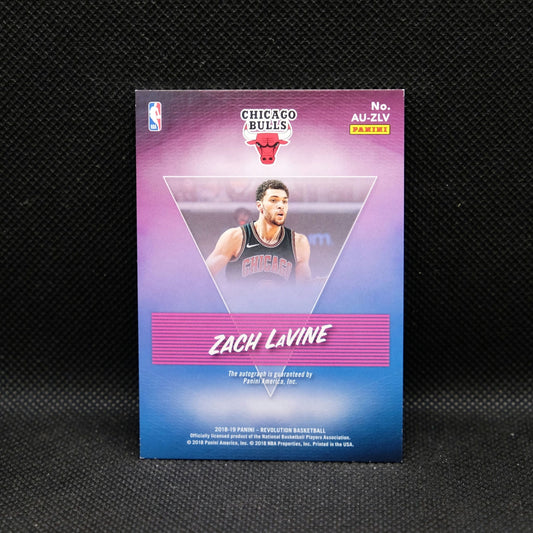 No.
AU-ZLV
PANINI
CHICAGO
BULLS
CHICAGO
ZACH LaVINE
The autograph is guaranteed by
Panini America, Inc.
2018-19 PANINI – REVOLUTION BASKETBALL
Officially licensed product of the National Basketball Players Association.
© 2018 Panini America, Inc. © 2018 NBA Properties, Inc. Printed in the USA.